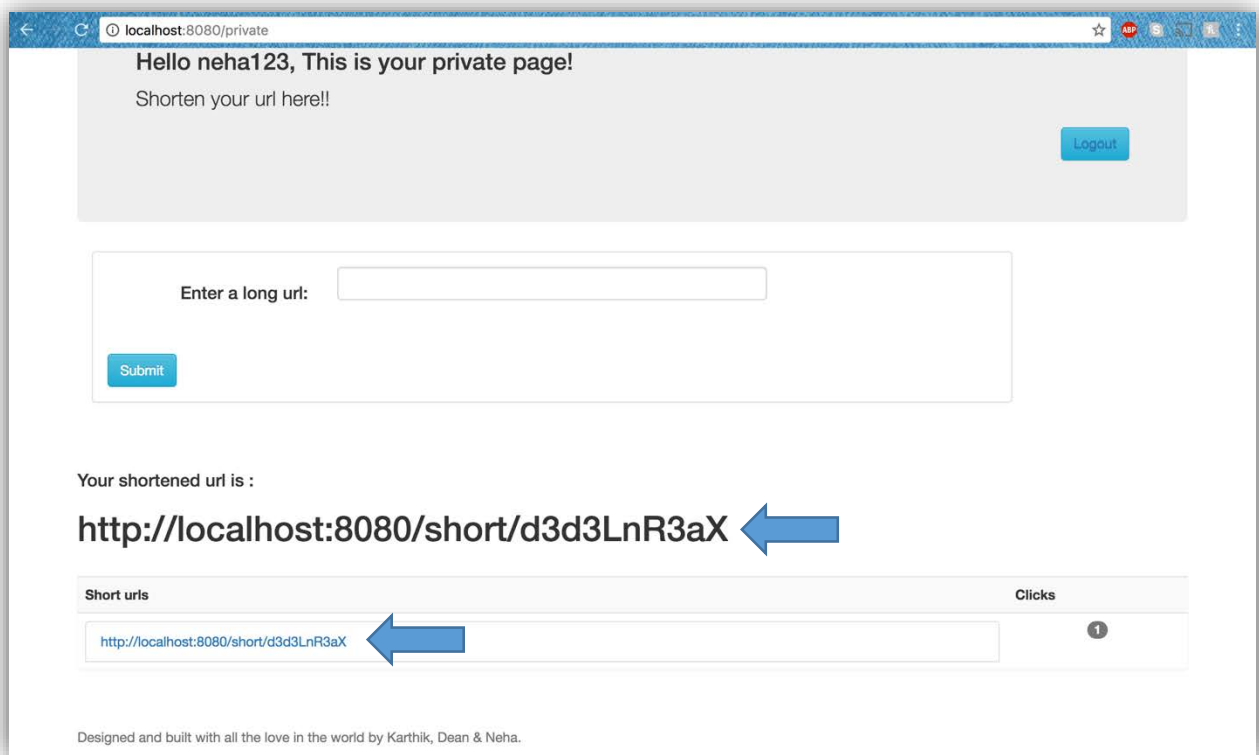 localhost:8080/private
ABP
S
Hello neha123, This is your private page!
Shorten your url here!!
Logout
Enter a long url:
Submit
Your shortened url is :
http://localhost:8080/short/d3d3LnR3aX
Short urls Clicks
http://localhost:8080/short/d3d3LnR3aX 1
Designed and built with all the love in the world by Karthik, Dean & Neha.